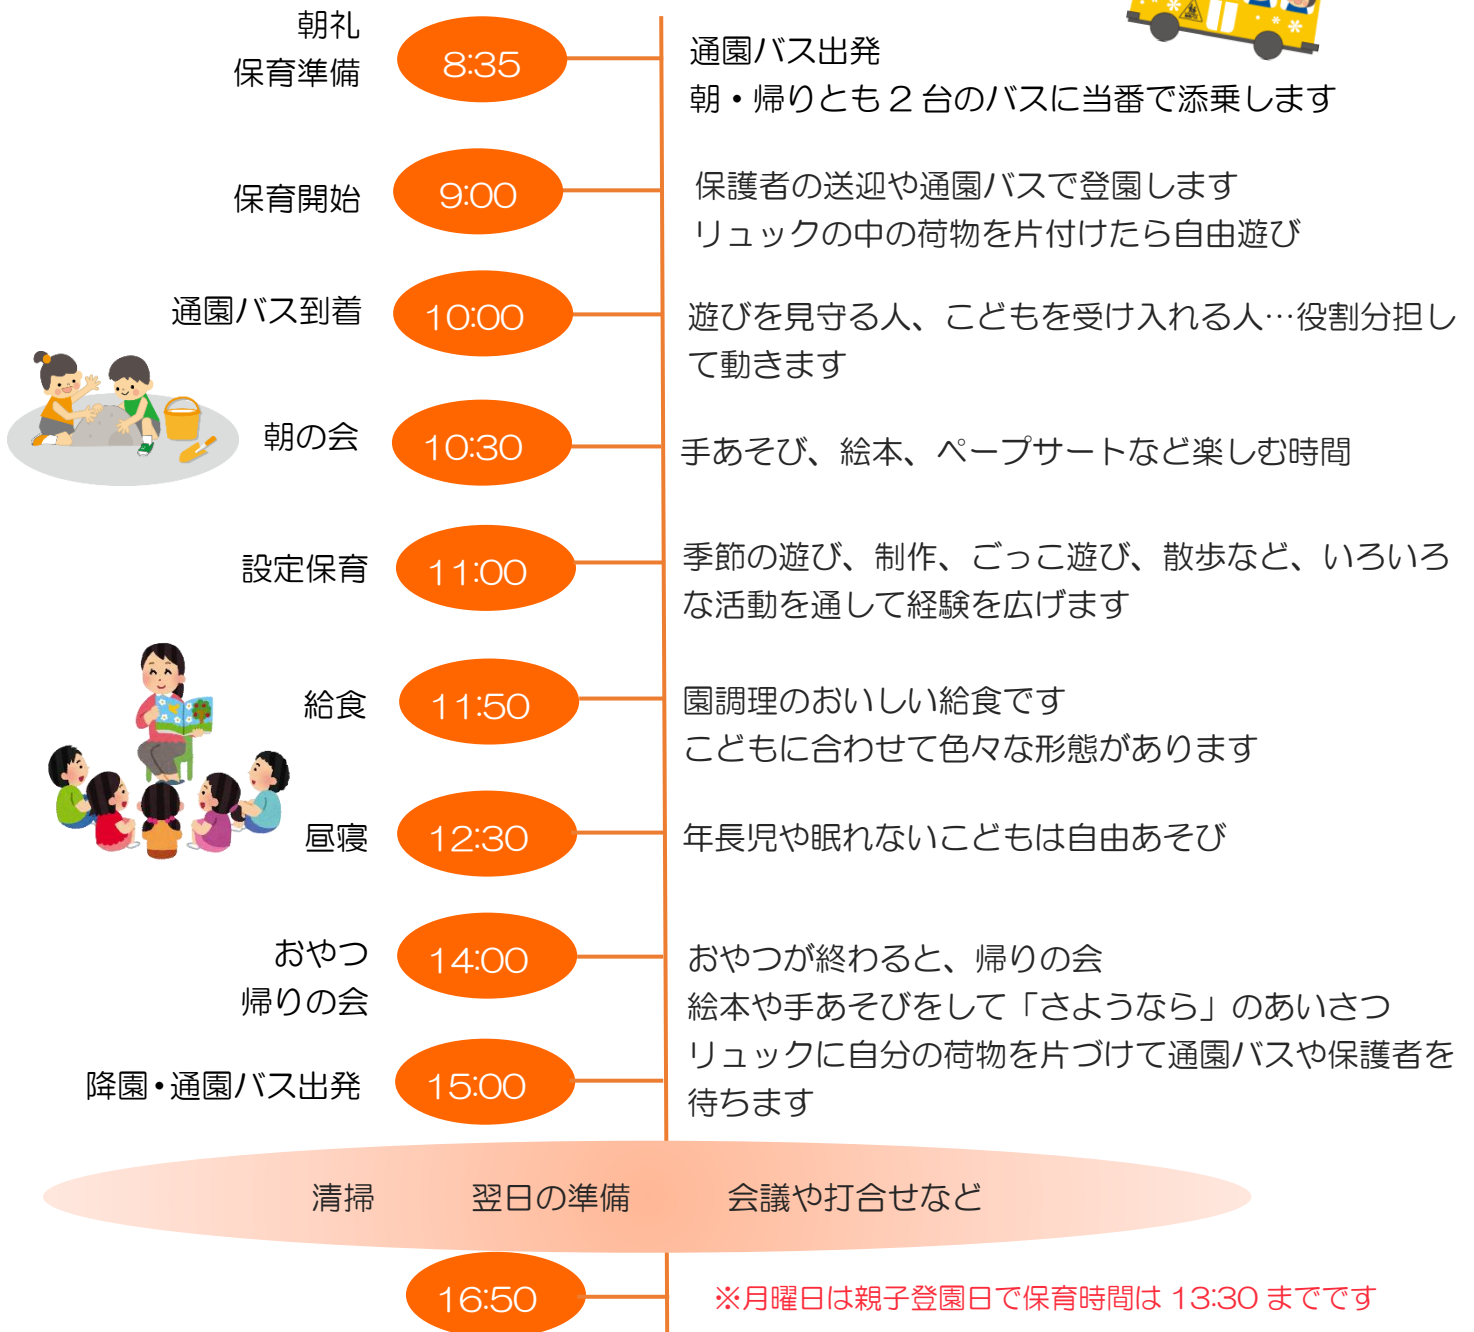 朝礼
保育準備
8:35
通園バス出発
朝・帰りとも2台のバスに当番で添乗します
保育開始
9:00
保護者の送迎や通園バスで登園します
リュックの中の荷物を片付けたら自由遊び
通園バス到着
10:00
遊びを見守る人、こどもを受け入れる人…役割分担し
て動きます
朝の会
10:30
手あそび、絵本、ペープサートなど楽しむ時間
設定保育
11:00
季節の遊び、制作、ごっこ遊び、散歩など、いろいろ
な活動を通して経験を広げます
給食
11:50
園調理のおいしい給食です
こどもに合わせて色々な形態があります
昼寝
12:30
年長児や眠れないこどもは自由あそび
おやつ
帰りの会
14:00
おやつが終わると、帰りの会
絵本や手あそびをして「さようなら」のあいさつ
降園・通園バス出発
15:00
リュックに自分の荷物を片づけて通園バスや保護者を
待ちます
清掃 翌日の準備 会議や打合せなど
16:50
※月曜日は親子登園日で保育時間は 13:30 までです